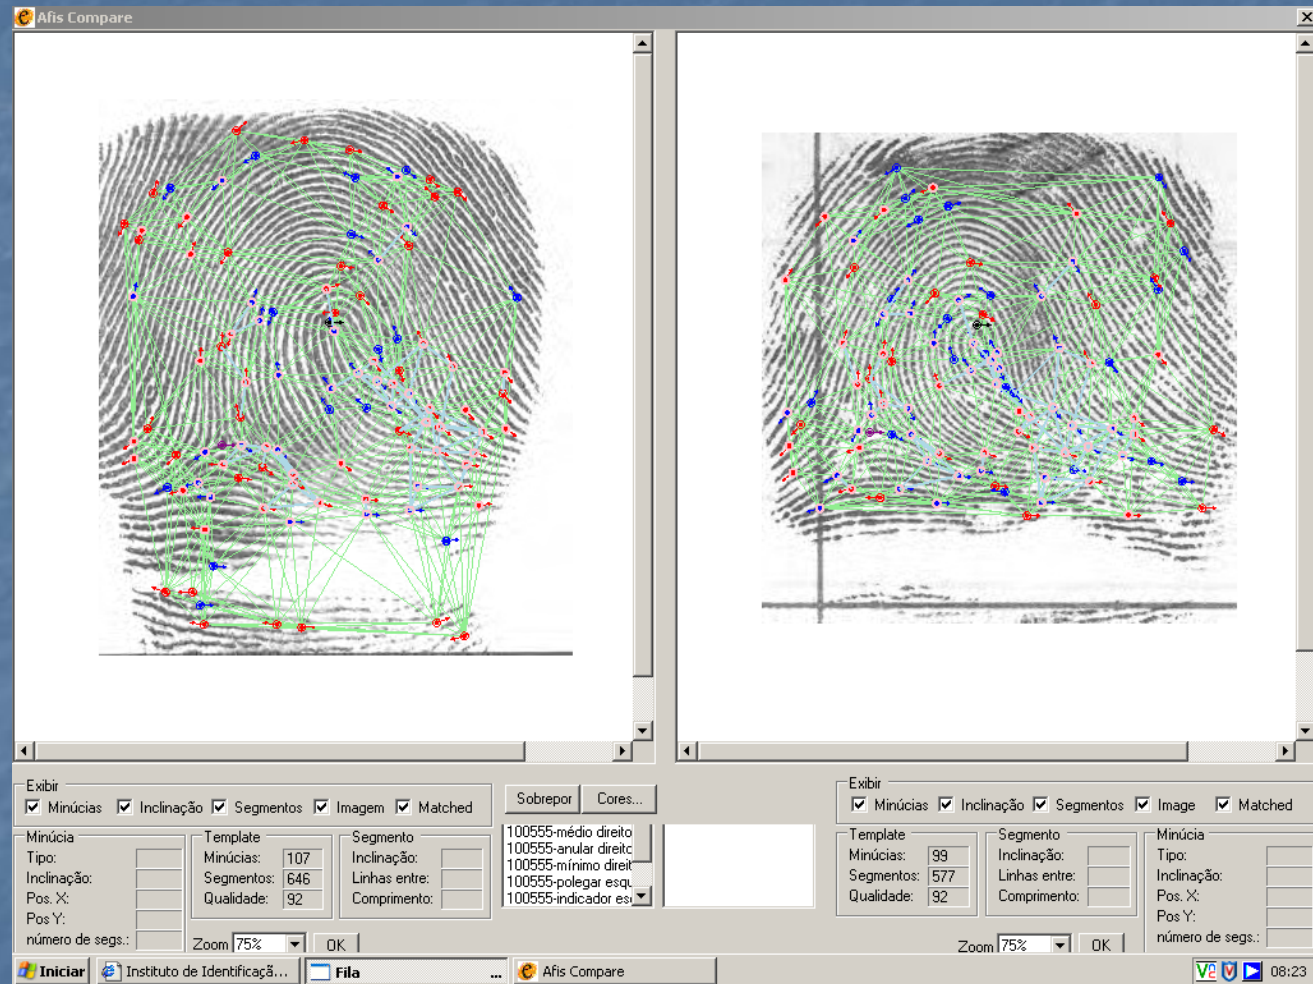 Afis Compare
Exibir
Minúcias Inclinação Segmentos Imagem Matched
Minúcia
Tipo:
Inclinação:
Pos. X:
Pos Y:
número de segs.:
Template
Minúcias: 107
Segmentos: 646
Qualidade: 92
Segmento
Inclinação:
Linhas entre:
Comprimento:
Zoom 75% OK
Sobrepor Cores...
100555-médio direito
100555-anular direito
100555-mínimo direit
100555-polegar esqu
100555-indicador es
Exibir
Minúcias Inclinação Segmentos Image Matched
Template
Minúcias: 99
Segmentos: 577
Qualidade: 92
Segmento
Inclinação:
Linhas entre:
Comprimento:
Minúcia
Tipo:
Inclinação:
Pos. X:
Pos Y:
número de segs.:
Zoom 75% OK
Iniciar Instituto de Identificaçã... Fila ... Afis Compare 08:23